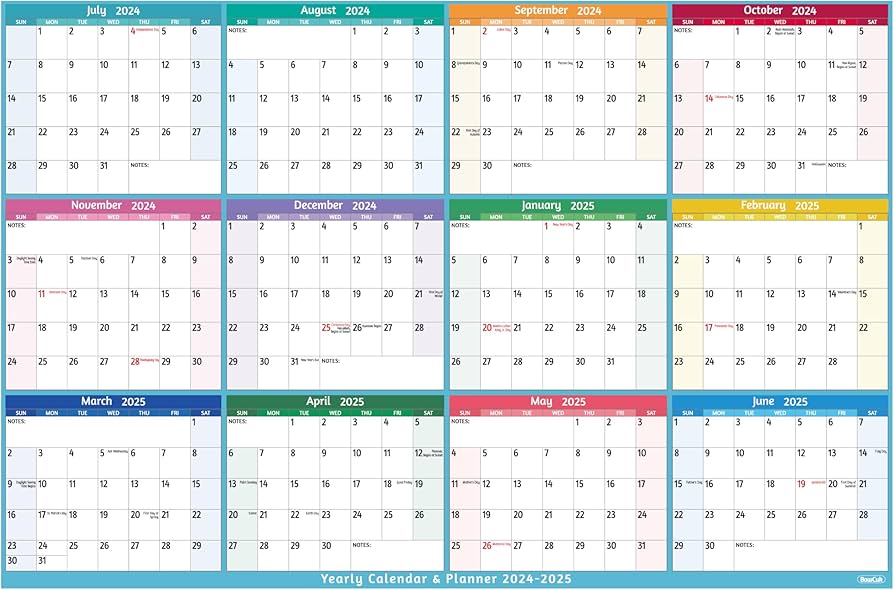 July 2024
SUN MON TUE WED THU FRI SAT
1 2 3 4 Independence Day 5 6
7 8 9 10 11 12 13
14 15 16 17 18 19 20
21 22 23 24 25 26 27
28 29 30 31 NOTES:
August 2024
SUN MON TUE WED THU FRI SAT
NOTES: 1 2 3
4 5 6 7 8 9 10
11 12 13 14 15 16 17
18 19 20 21 22 23 24
25 26 27 28 29 30 31
September 2024
SUN MON TUE WED THU FRI SAT
1 2 Labor Day 3 4 5 6 7
8 Grandparents Day 9 10 11 Patriot Day 12 13 14
15 16 17 18 19 20 21
22 First Day of Autumn 23 24 25 26 27 28
29 30 NOTES:
October 2024
SUN MON TUE WED THU FRI SAT
NOTES: 1 2 Rosh Hashanah Begins at Sunset 3 4 5
6 7 8 9 10 11 Yom Kippur Begins at Sunset 12
13 14 Columbus Day 15 16 17 18 19
20 21 22 23 24 25 26
27 28 29 30 31 Halloween NOTES:
November 2024
SUN MON TUE WED THU FRI SAT
NOTES: 1 2
3 Daylight Saving Time Ends 4 5 Election Day 6 7 8 9
10 11 Veterans Day 12 13 14 15 16
17 18 19 20 21 22 23
24 25 26 27 28 Thanksgiving Day 29 30
December 2024
SUN MON TUE WED THU FRI SAT
1 2 3 4 5 6 7
8 9 10 11 12 13 14
15 16 17 18 19 20 21 First Day of Winter
22 23 24 25 Christmas Day Hanukkah Begins at Sunset 26 Kwanzaa Begins 27 28
29 30 31 New Year's Eve NOTES:
January 2025
SUN MON TUE WED THU FRI SAT
NOTES: 1 New Year's Day 2 3 4
5 6 7 8 9 10 11
12 13 14 15 16 17 18
19 20 Martin Luther King, Jr. Day 21 22 23 24 25
26 27 28 29 30 31
February 2025
SUN MON TUE WED THU FRI SAT
NOTES: 1
2 3 4 5 6 7 8
9 10 11 12 13 14 Valentine's Day 15
16 17 Presidents' Day 18 19 20 21 22
23 24 25 26 27 28
March 2025
SUN MON TUE WED THU FRI SAT
NOTES: 1
2 3 4 5 Ash Wednesday 6 7 8
9 Daylight Saving Time Begins 10 11 12 13 14 15
16 17 St. Patrick's Day 18 19 20 First Day of Spring 21 22
23 24 25 26 27 28 29
30 31
April 2025
SUN MON TUE WED THU FRI SAT
NOTES: 1 2 3 4 5
6 7 8 9 10 11 12 Passover Begins at Sunset
13 Palm Sunday 14 15 16 17 18 Good Friday 19
20 Easter 21 22 Earth Day 23 24 25 26
27 28 29 30 NOTES:
May 2025
SUN MON TUE WED THU FRI SAT
NOTES: 1 2 3
4 5 6 7 8 9 10
11 Mother's Day 12 13 14 15 16 17
18 19 20 21 22 23 24
25 26 Memorial Day 27 28 29 30 31
June 2025
SUN MON TUE WED THU FRI SAT
1 2 3 4 5 6 7
8 9 10 11 12 13 14 Flag Day
15 Father's Day 16 17 18 19 Juneteenth 20 First Day of Summer 21
22 23 24 25 26 27 28
29 30 NOTES:
Yearly Calendar & Planner 2024-2025
BowCuk